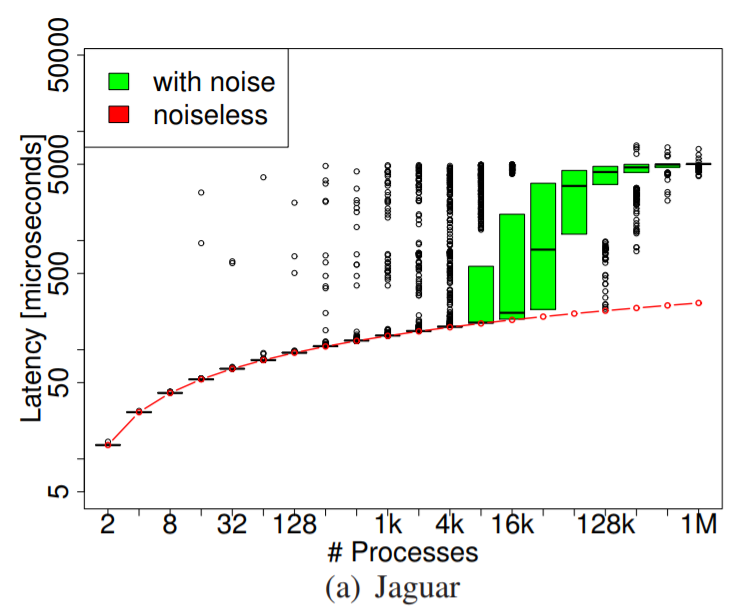 50000
5000
500
50
5
Latency [microseconds]
with noise
noiseless
2 8 32 128 1k 4k 16k 128k 1M
# Processes
(a) Jaguar